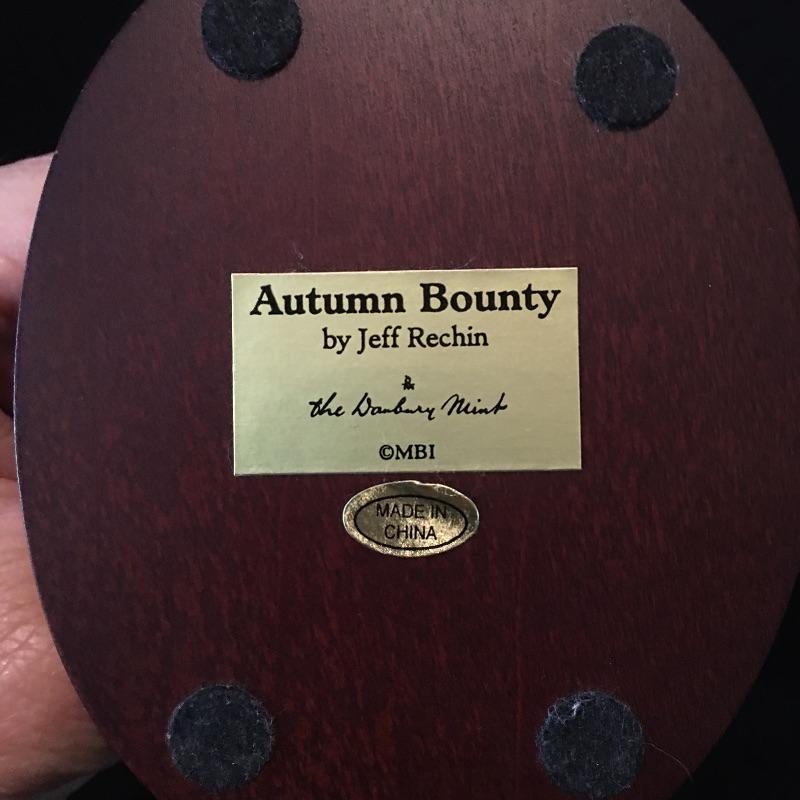 Autumn Bounty
by Jeff Rechin
the Danbury Mint
©MBI
MADE IN
CHINA